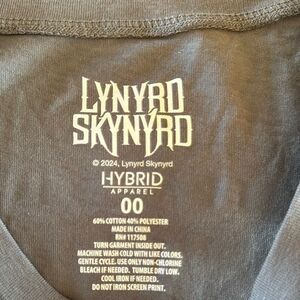 LYNYRD
SKYNYRD
© 2024, Lynyrd Skynyrd
HYBRID
APPAREL
00
60% COTTON 40% POLYESTER
MADE IN CHINA
RN# 117508
TURN GARMENT INSIDE OUT.
MACHINE WASH COLD WITH LIKE COLORS.
GENTLE CYCLE. USE ONLY NON-CHLORINE
BLEACH IF NEEDED. TUMBLE DRY LOW.
COOL IRON IF NEEDED.
DO NOT IRON SCREEN PRINT.